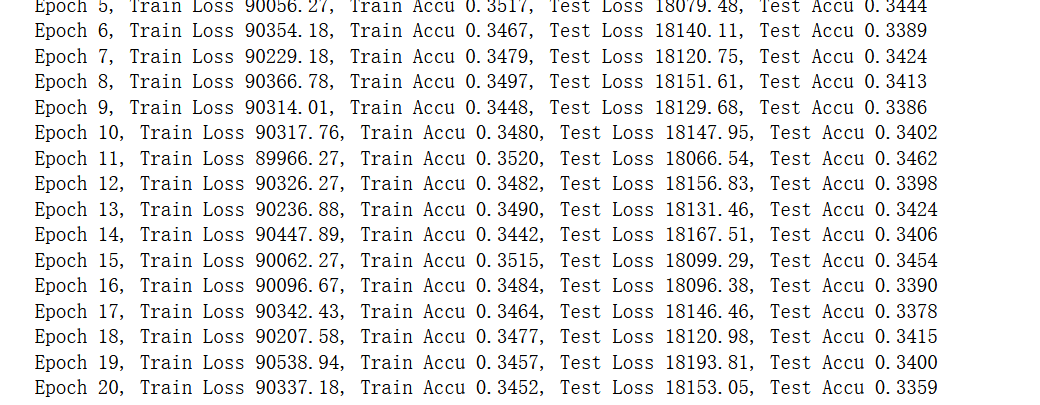 Epoch 5, Train Loss 90056.27, Train Accu 0.3517, Test Loss 18079.48, Test Accu 0.3444
Epoch 6, Train Loss 90354.18, Train Accu 0.3467, Test Loss 18140.11, Test Accu 0.3389
Epoch 7, Train Loss 90229.18, Train Accu 0.3479, Test Loss 18120.75, Test Accu 0.3424
Epoch 8, Train Loss 90366.78, Train Accu 0.3497, Test Loss 18151.61, Test Accu 0.3413
Epoch 9, Train Loss 90314.01, Train Accu 0.3448, Test Loss 18129.68, Test Accu 0.3386
Epoch 10, Train Loss 90317.76, Train Accu 0.3480, Test Loss 18147.95, Test Accu 0.3402
Epoch 11, Train Loss 89966.27, Train Accu 0.3520, Test Loss 18066.54, Test Accu 0.3462
Epoch 12, Train Loss 90326.27, Train Accu 0.3482, Test Loss 18156.83, Test Accu 0.3398
Epoch 13, Train Loss 90236.88, Train Accu 0.3490, Test Loss 18131.46, Test Accu 0.3424
Epoch 14, Train Loss 90447.89, Train Accu 0.3442, Test Loss 18167.51, Test Accu 0.3406
Epoch 15, Train Loss 90062.27, Train Accu 0.3515, Test Loss 18099.29, Test Accu 0.3454
Epoch 16, Train Loss 90096.67, Train Accu 0.3484, Test Loss 18096.38, Test Accu 0.3390
Epoch 17, Train Loss 90342.43, Train Accu 0.3464, Test Loss 18146.46, Test Accu 0.3378
Epoch 18, Train Loss 90207.58, Train Accu 0.3477, Test Loss 18120.98, Test Accu 0.3415
Epoch 19, Train Loss 90538.94, Train Accu 0.3457, Test Loss 18193.81, Test Accu 0.3400
Epoch 20, Train Loss 90337.18, Train Accu 0.3452, Test Loss 18153.05, Test Accu 0.3359